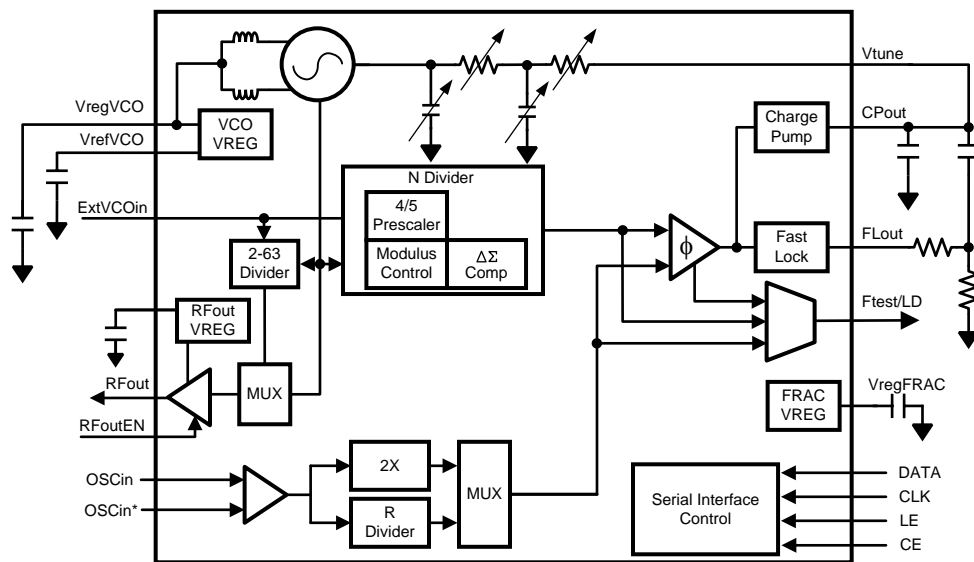 Vtune
VregVCO
VCO
VREG
VrefVCO
Charge
Pump
CPout
N Divider
4/5
Prescaler
Modulus
Control
ΔΣ
Comp
ExtVCOin
2-63
Divider
ϕ
Fast
Lock
FLout
RFout
VREG
Ftest/LD
RFout
MUX
RFoutEN
FRAC
VREG
VregFRAC
OSCin
OSCin*
2X
R
Divider
MUX
Serial Interface
Control
DATA
CLK
LE
CE